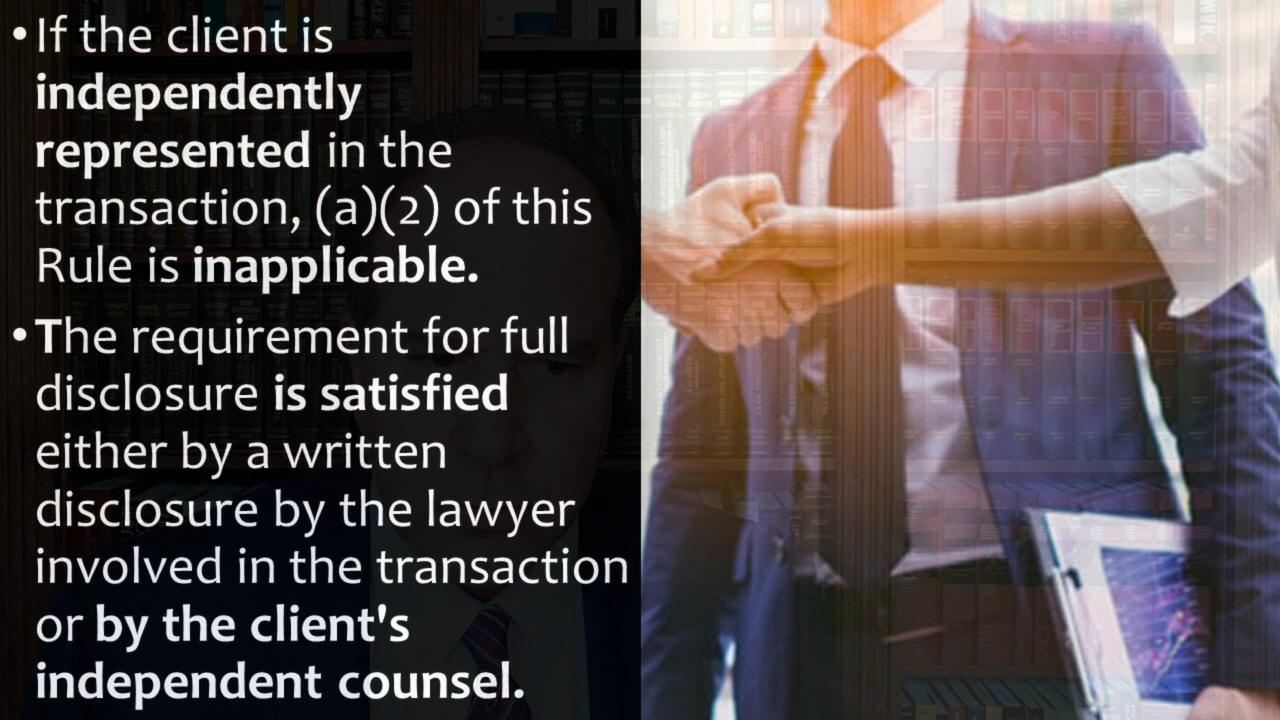 •If the client is
independently
represented in the
transaction, (a)(2) of this
Rule is inapplicable.
•The requirement for full
disclosure is satisfied
either by a written
disclosure by the lawyer
involved in the transaction
or by the client's
independent counsel.